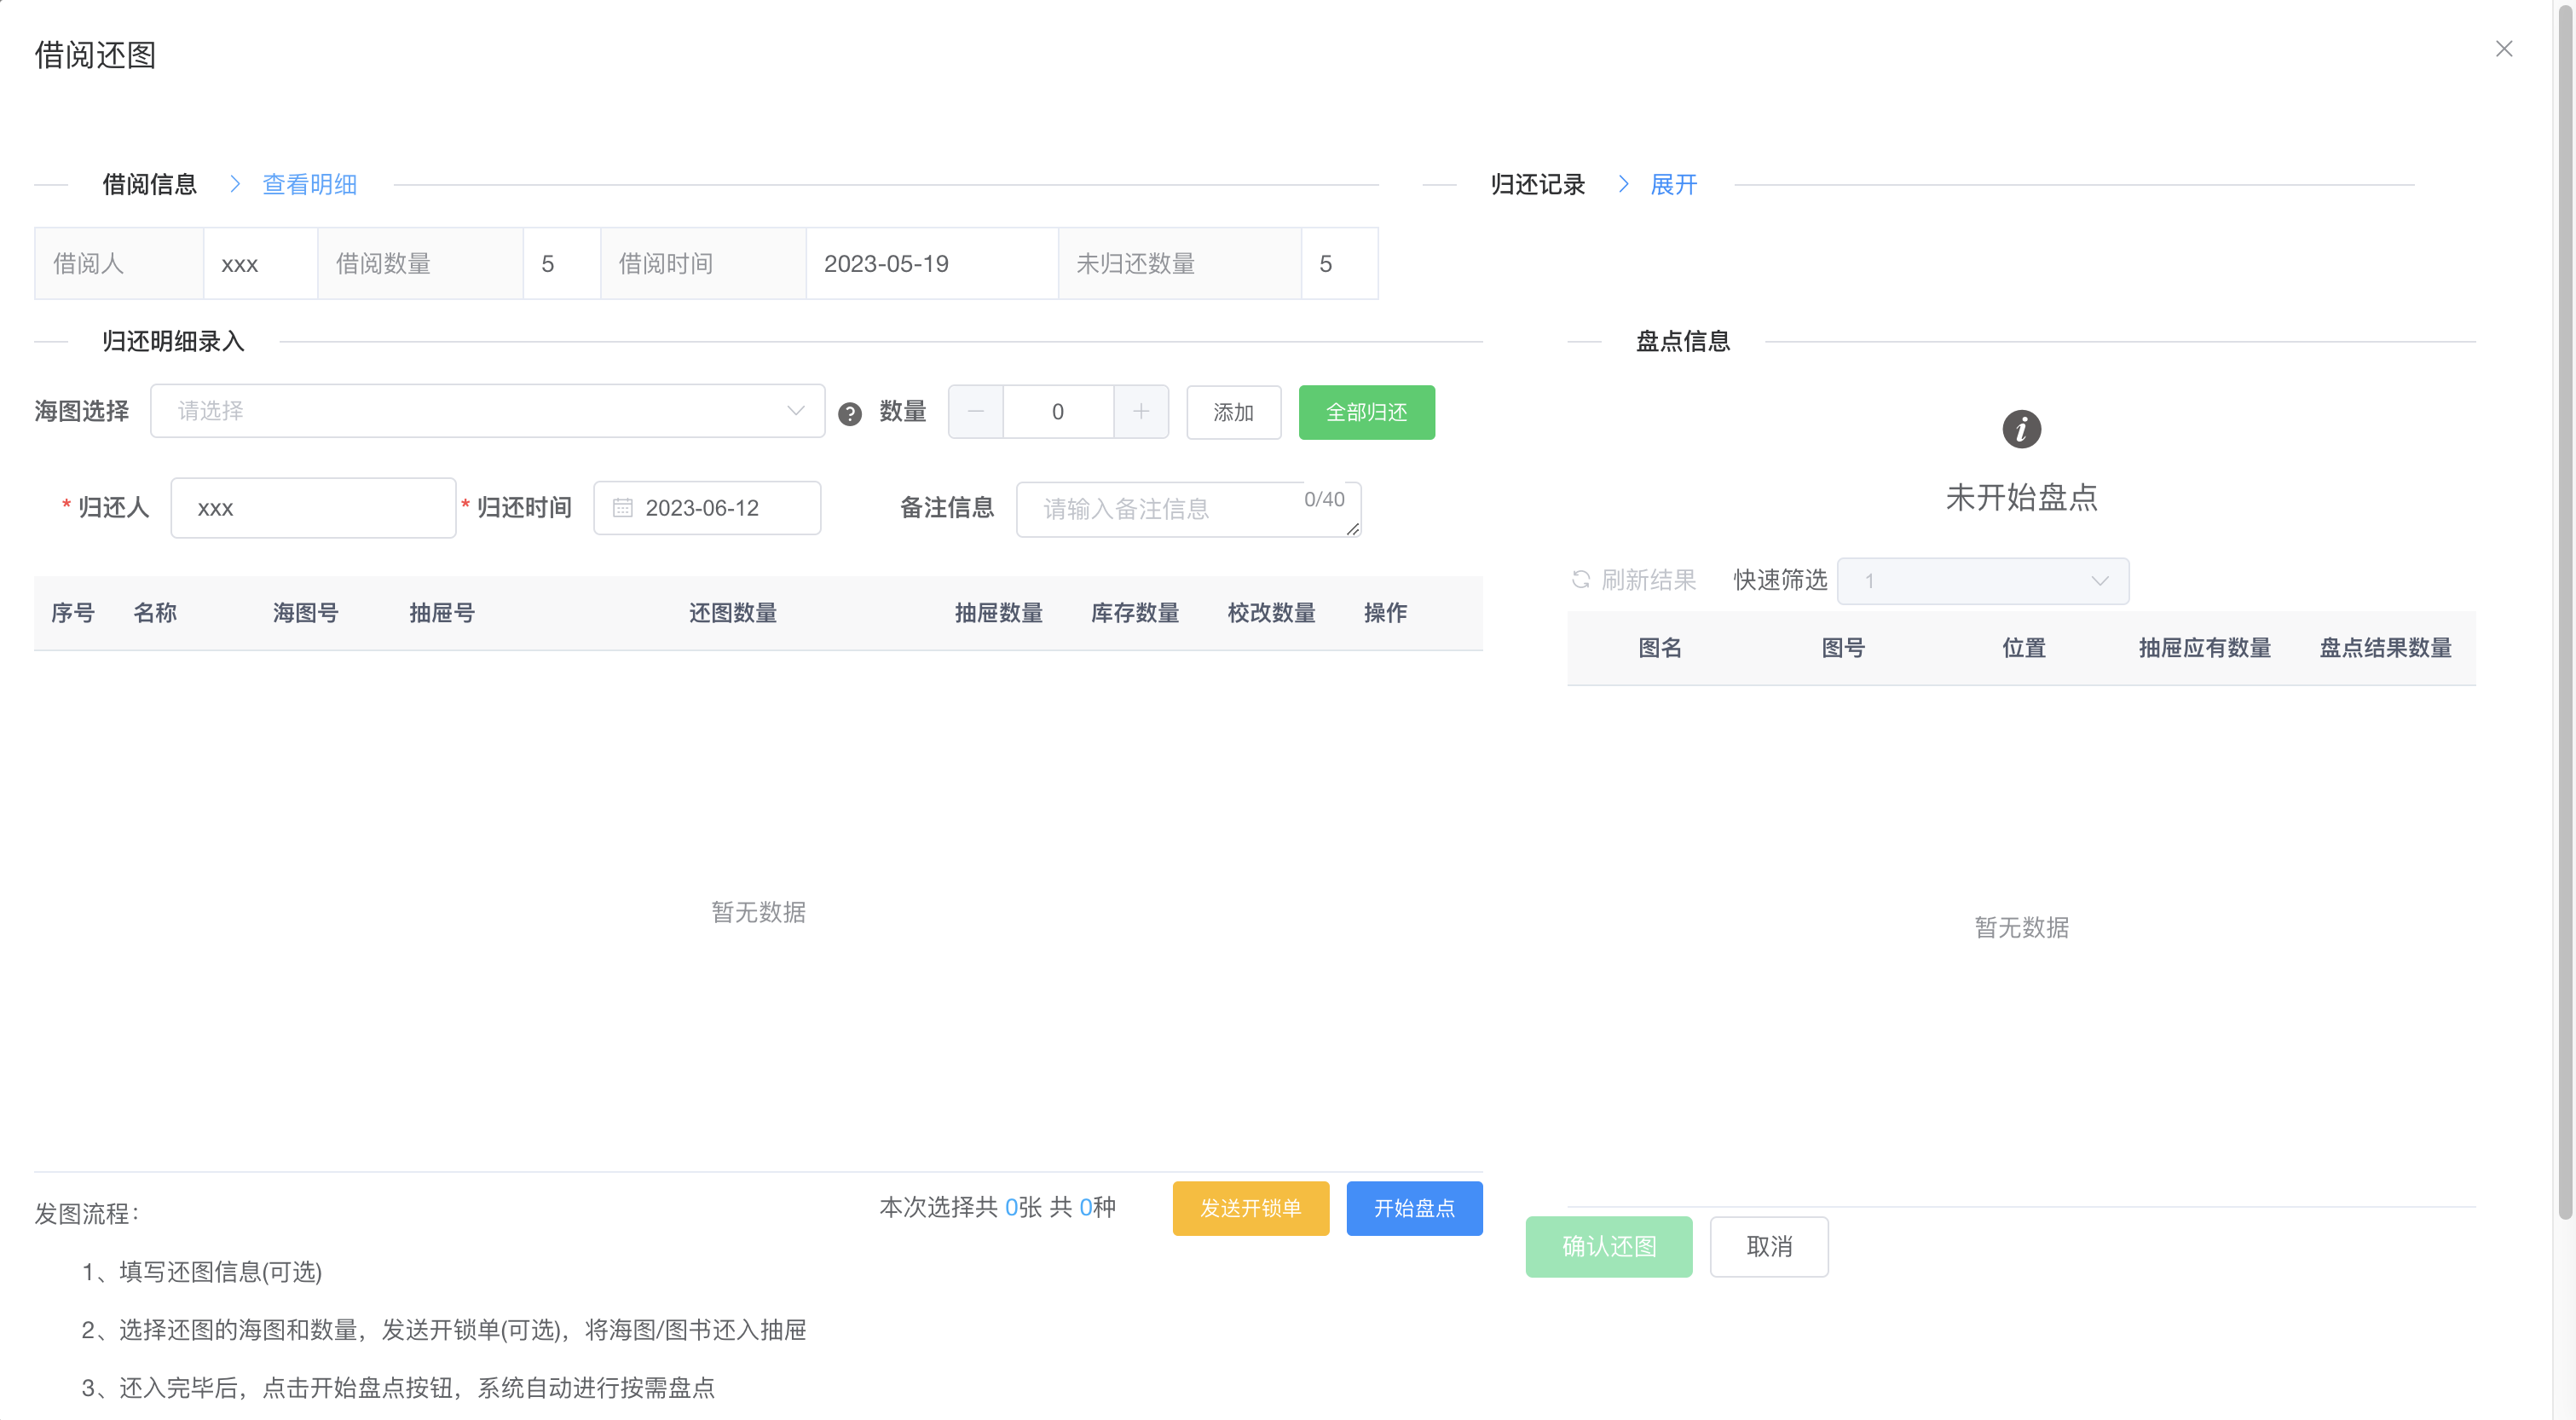 借阅还图
借阅信息 查看明细
归还记录 展开
借阅人 xxx 借阅数量 5 借阅时间 2023-05-19 未归还数量 5
归还明细录入
盘点信息
海图选择 请选择 数量 0 添加 全部归还
* 归还人 xxx * 归还时间 2023-06-12 备注信息 请输入备注信息 0/40
未开始盘点
刷新结果 快速筛选 1
序号 名称 海图号 抽屉号 还图数量 抽屉数量 库存数量 校改数量 操作
图名 图号 位置 抽屉应有数量 盘点结果数量
暂无数据
暂无数据
发图流程:
本次选择共 0张 共 0种 发送开锁单 开始盘点
确认还图 取消
1、填写还图信息(可选)
2、选择还图的海图和数量，发送开锁单(可选)，将海图/图书还入抽屉
3、还入完毕后，点击开始盘点按钮，系统自动进行按需盘点